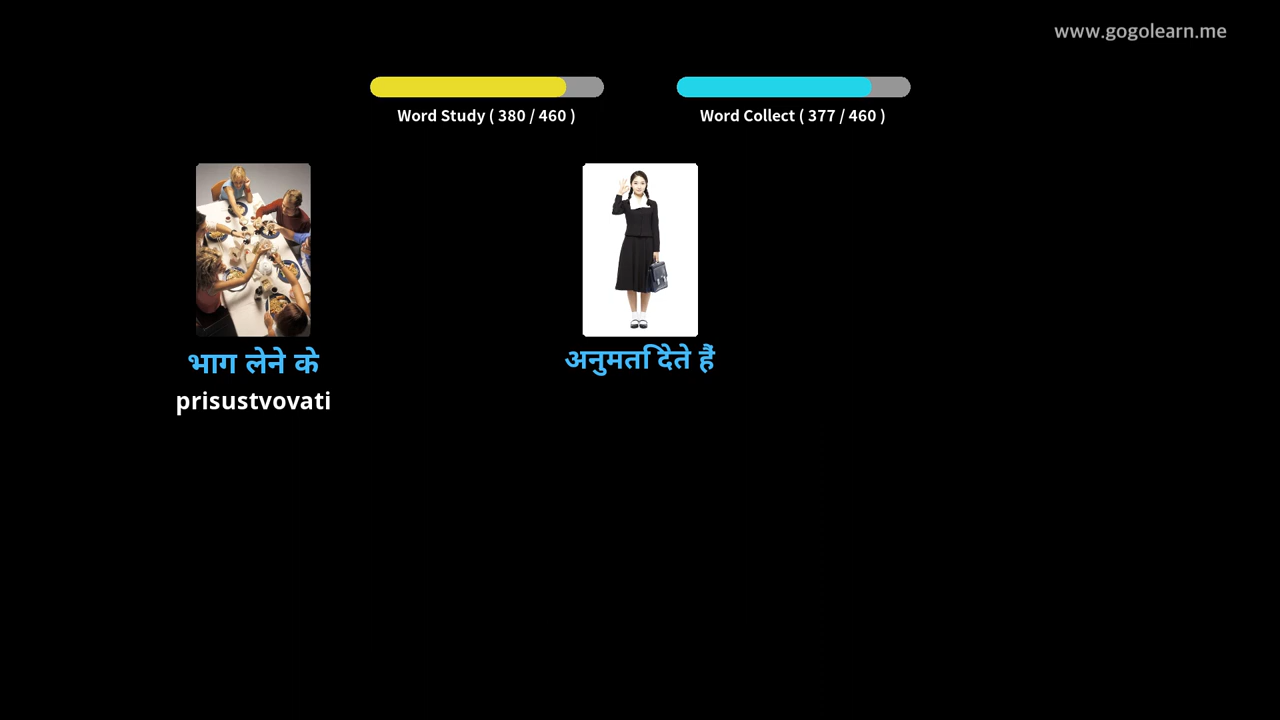 www.gogolearn.me
Word Study ( 380 / 460 )
Word Collect ( 377 / 460 )
भाग लेने के
prisustvovati
अनुमति देते हैं